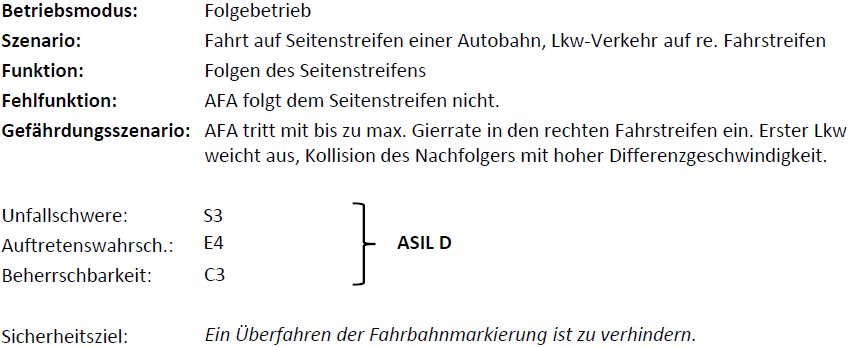 Betriebsmodus: Folgebetrieb
Szenario: Fahrt auf Seitenstreifen einer Autobahn, Lkw-Verkehr auf re. Fahrstreifen
Funktion: Folgen des Seitenstreifens
Fehlfunktion: AFA folgt dem Seitenstreifen nicht.
Gefährdungsszenario: AFA tritt mit bis zu max. Gierrate in den rechten Fahrstreifen ein. Erster Lkw
weicht aus, Kollision des Nachfolgers mit hoher Differenzgeschwindigkeit.
Unfallschwere: S3
Auftretenswahrsch.: E4 ASIL D
Beherrschbarkeit: C3
Sicherheitsziel: Ein Überfahren der Fahrbahnmarkierung ist zu verhindern.